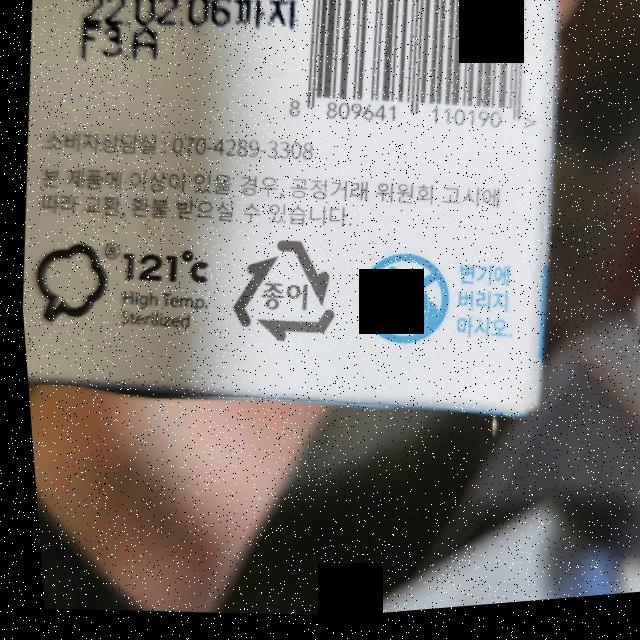 22.02.06까지
F3.A
8 809641 110190 >
소비자상담실 : 070-4289-3308
본 제품에 이상이 있을 경우, 공정거래 위원회 고시에
따라 교환, 환불 받으실 수 있습니다.
® 121℃
High Temp.
Sterilized
종이
변기에
버리지
마시오.